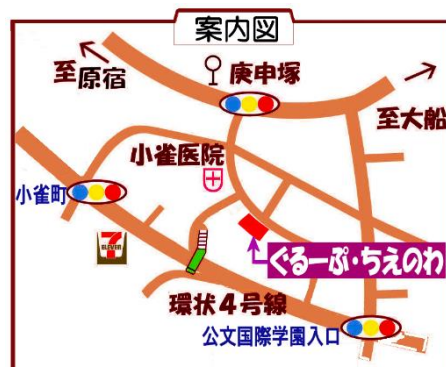 案内図
至原宿
庚申塚
至大船
小雀医院
小雀町
7
ELEVEN
ぐるーぷ・ちえのわ
環状4号線
公文国際学園入口